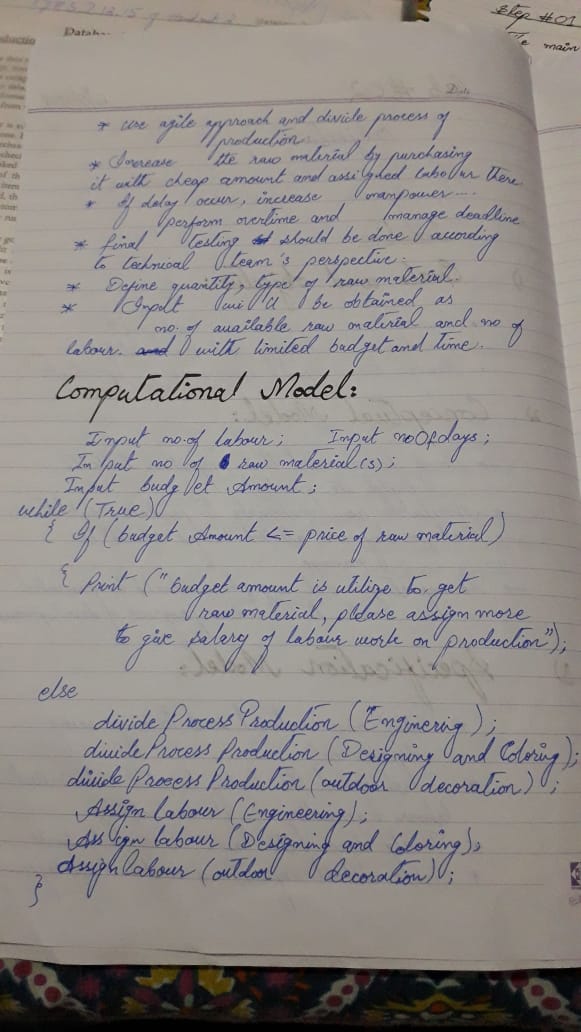 Step #01
The main
Databa
Date
* use agile approach and divide process of
production
* Increase the raw material by purchasing
it with cheap amount and assigned labour there
* If delay occur, increase manpower....
perform overtime and manage deadline
* final testing should be done according
to technical team's perspective.
* Define quantity, type of raw material.
* Input will be obtained as
no. of available raw material and no of
labour. with limited budget and time.
Computational Model:
Input no.of labour; Input noOfdays;
Input no of raw material(s);
Input budget Amount;
while (True)
{ If (budget Amount <= price of raw material)
{ Print ("budget amount is utilize to get
raw material, please assign more
to give salary of labour work on production");
else
divide Process Production (Enginering);
divide Process Production (Designing and Coloring);
divide Process Production (outdoor decoration);
Assign labour (Engineering);
Assign labour (Designing and Coloring);
Assign labour (outdoor decoration);
}